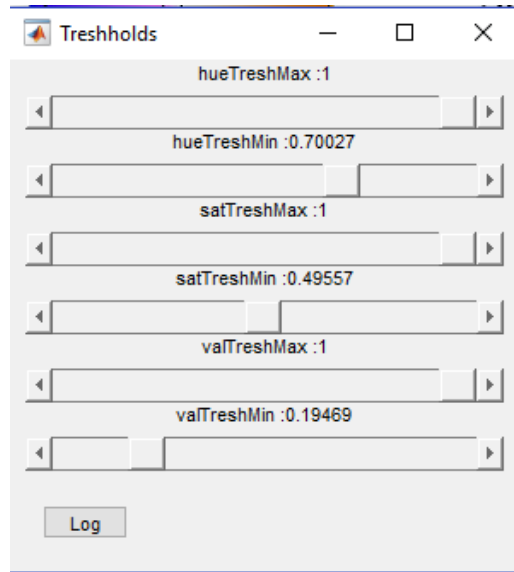 Treshholds
hueTreshMax :1
hueTreshMin :0.70027
satTreshMax :1
satTreshMin :0.49557
valTreshMax :1
valTreshMin :0.19469
Log